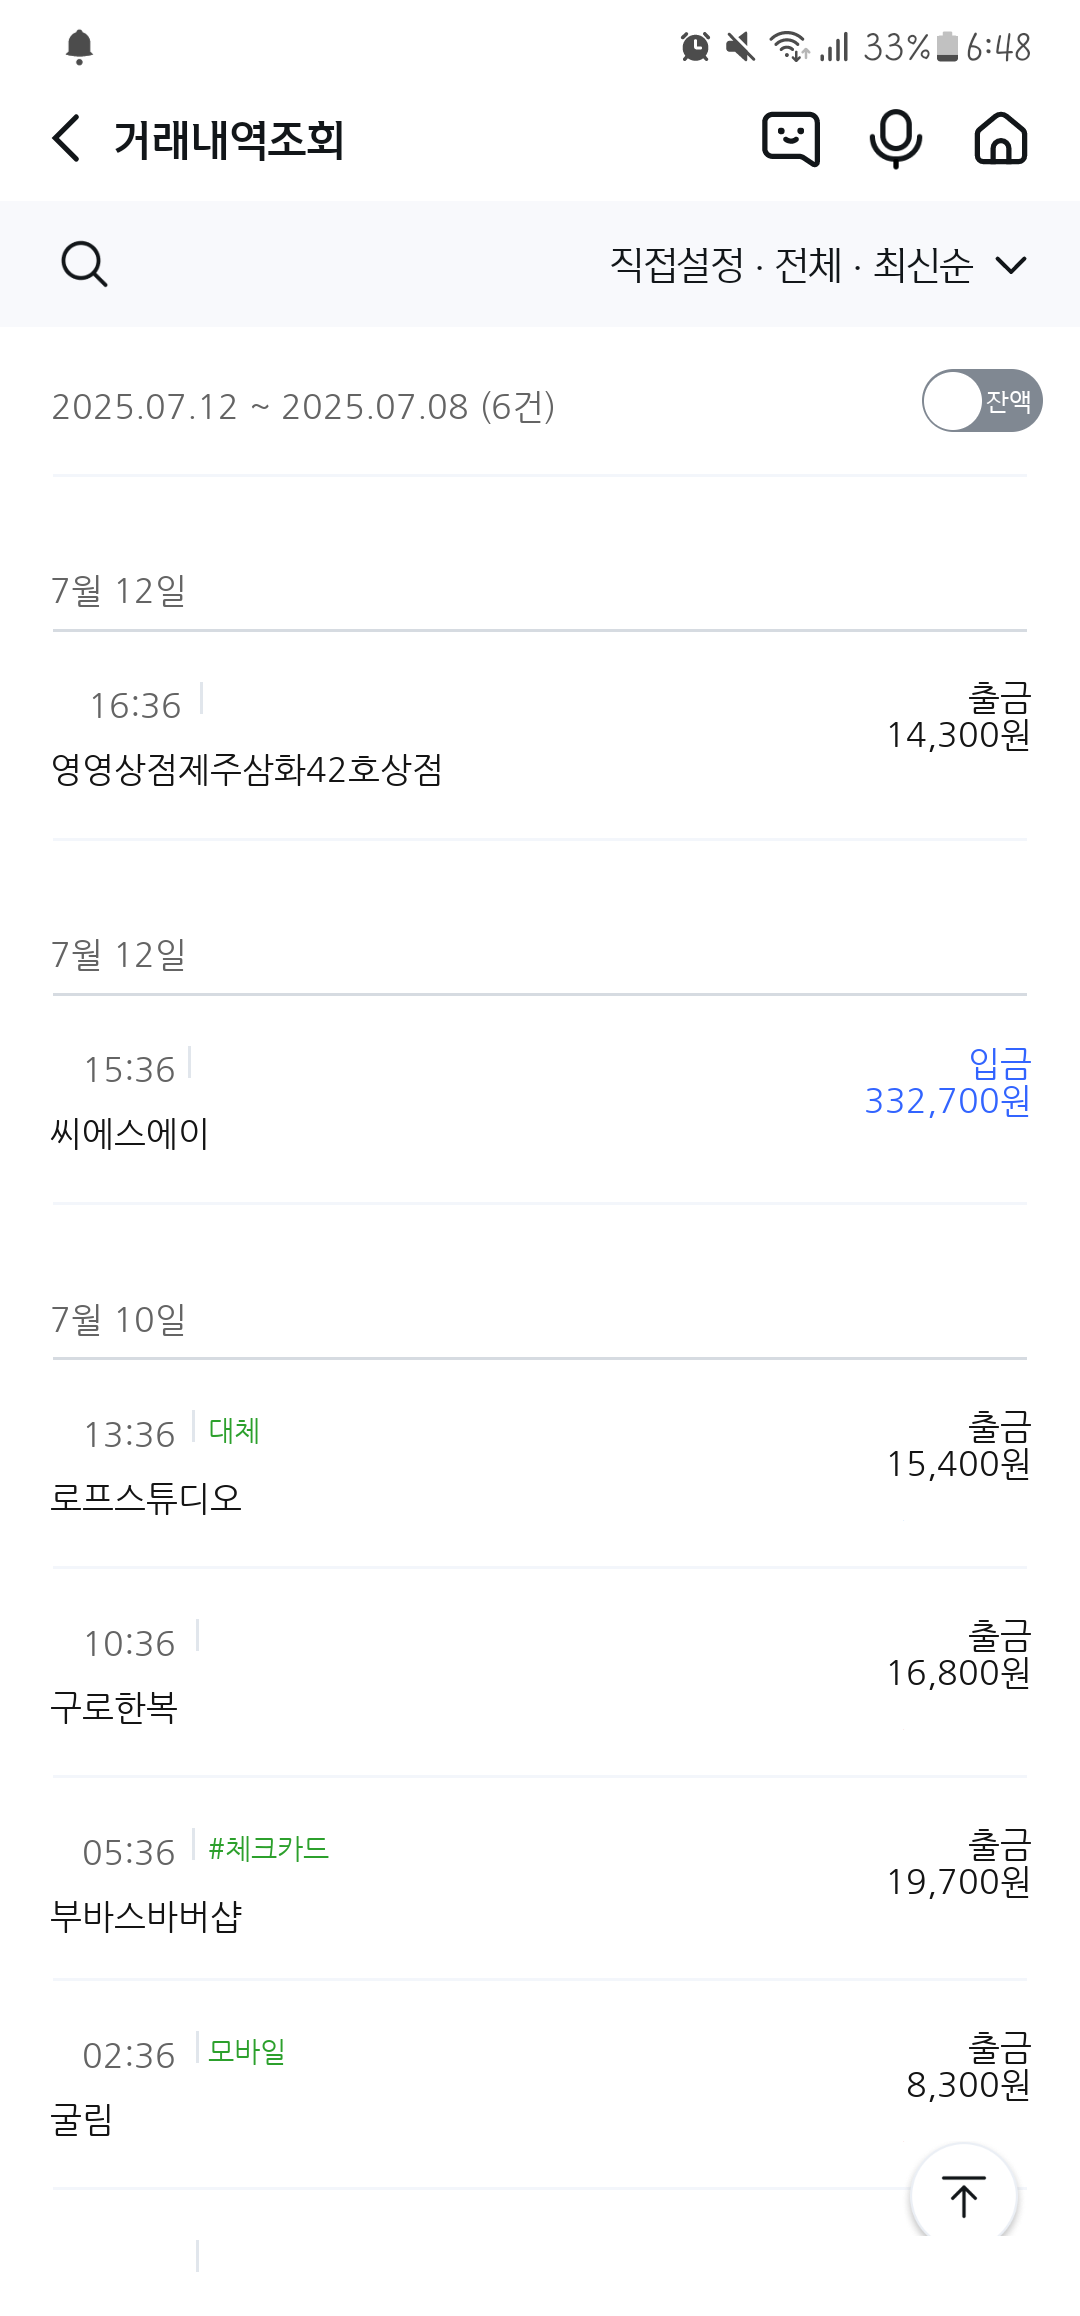 33% 6:48
거래내역조회
직접설정 · 전체 · 최신순
2025.07.12 ~ 2025.07.08 (6건)
잔액
7월 12일
16:36
출금
14,300원
영영상점제주삼화42호상점
7월 12일
15:36
입금
332,700원
씨에스에이
7월 10일
13:36 대체
출금
15,400원
로프스튜디오
10:36
출금
16,800원
구로한복
05:36 #체크카드
출금
19,700원
부바스바버샵
02:36 모바일
출금
8,300원
굴림